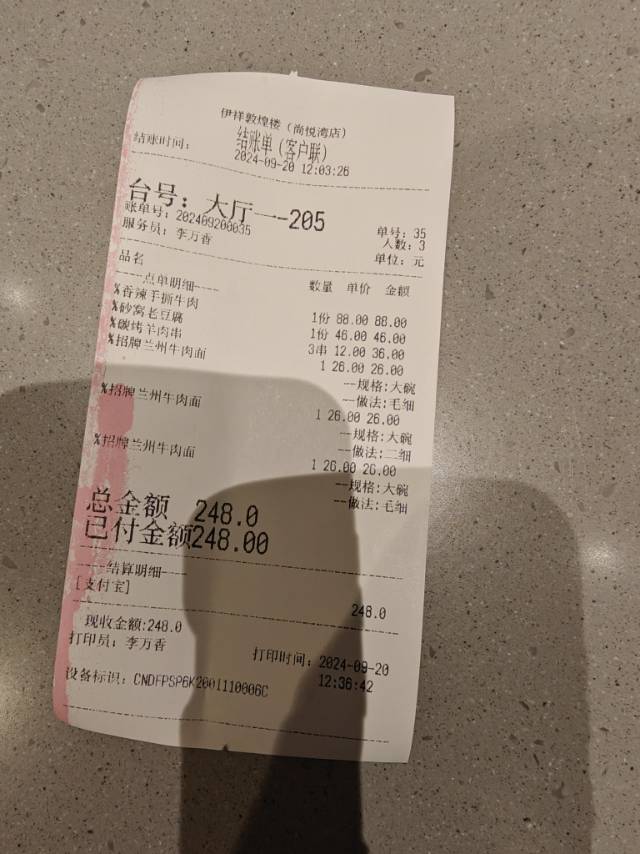 伊祥敦煌楼（尚悦湾店）
结账单（客户联）
结账时间： 2024-09-20 12:03:26
台号：大厅一-205
账单号：202409200035 单号：35
服务员：李万香 人数：3
单位：元
品名 数量 单价 金额
----点单明细----
%香辣手撕牛肉 1份 88.00 88.00
%砂窝老豆腐 1份 46.00 46.00
%碳烤羊肉串 3串 12.00 36.00
%招牌兰州牛肉面 1 26.00 26.00
--规格:大碗
--做法:毛细
%招牌兰州牛肉面 1 26.00 26.00
--规格:大碗
--做法:二细
%招牌兰州牛肉面 1 26.00 26.00
--规格:大碗
--做法:毛细
总金额 248.0
已付金额248.00
----结算明细----
[支付宝] 248.0
现收金额:248.0
打印员：李万香 打印时间：2024-09-20 12:36:42
设备标识：CNDFPSP6K2001110006C